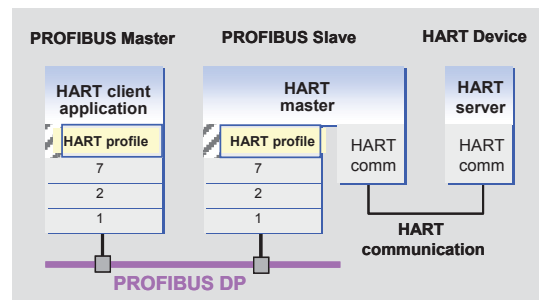 PROFIBUS Master
PROFIBUS Slave
HART Device
HART client
application
HART profile
7
2
1
HART
master
HART profile
7
2
1
HART
comm
HART
server
HART
comm
HART
communication
PROFIBUS DP